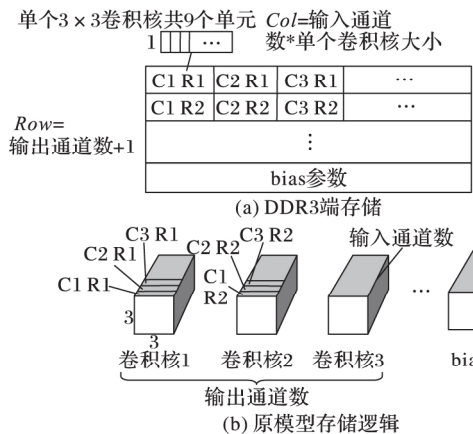 单个3×3卷积核共9个单元 Col=输入通道
1 ... 数*单个卷积核大小
C1 R1 C2 R1 C3 R1 ...
C1 R2 C2 R2 C3 R2 ...
Row=
输出通道数+1
⋮
bias参数
(a) DDR3端存储
C3 R1
C2 R1
C1 R1
3
3
C3 R2
C2 R2
C1
R2
输入通道数
...
卷积核1 卷积核2 卷积核3 bia
输出通道数
(b) 原模型存储逻辑